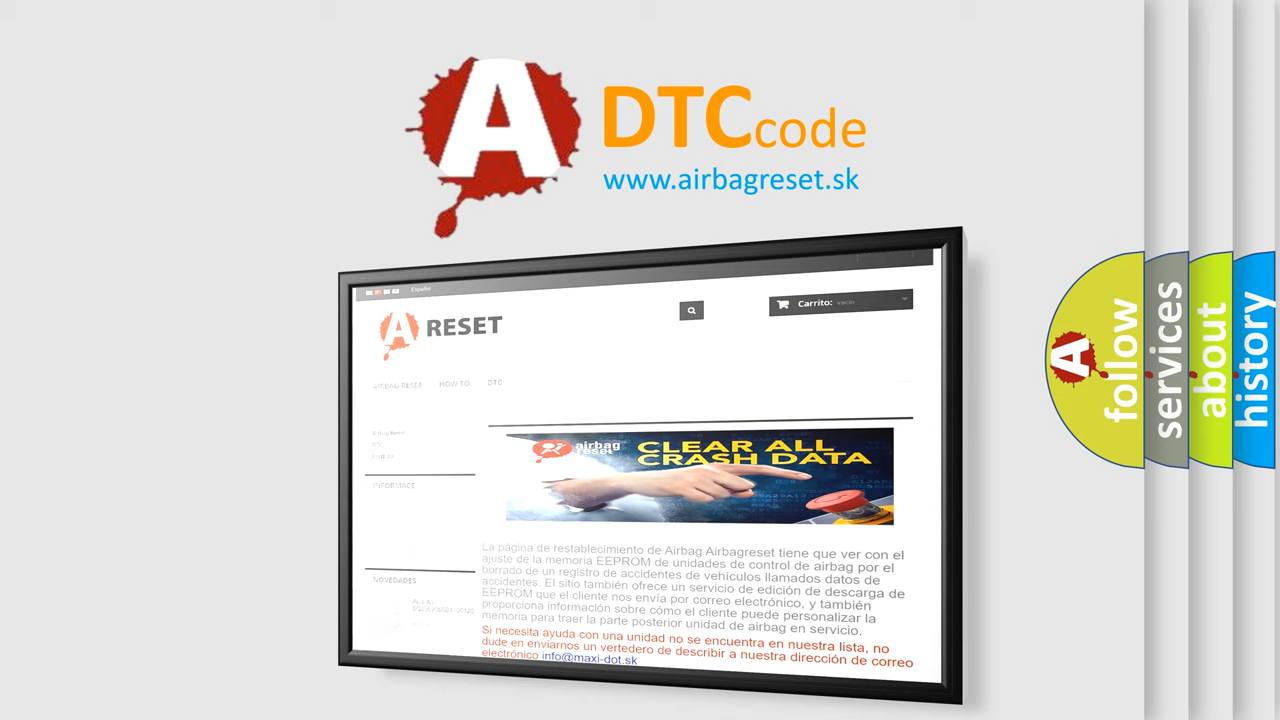 A DTCcode
www.airbagreset.sk
Español
A RESET
Carrito: vacío
AIRBAG RESET HOW TO DTC
INFORMACE
NOVEDADES
airbag
reset
CLEAR ALL
CRASH DATA
La página de restablecimiento de Airbag Airbagreset tiene que ver con el
ajuste de la memoria EEPROM de unidades de control de airbag por el
borrado de un registro de accidentes de vehículos llamados datos de
accidentes. El sitio también ofrece un servicio de edición de descarga de
EEPROM que el cliente nos envía por correo electrónico, y también
proporciona información sobre cómo el cliente puede personalizar la
memoria para traer la parte posterior unidad de airbag en servicio.
Si necesita ayuda con una unidad no se encuentra en nuestra lista, no
dude en enviarnos un vertedero de describir a nuestra dirección de correo
electrónico info@maxi-dot.sk
A
follow
services
about
history